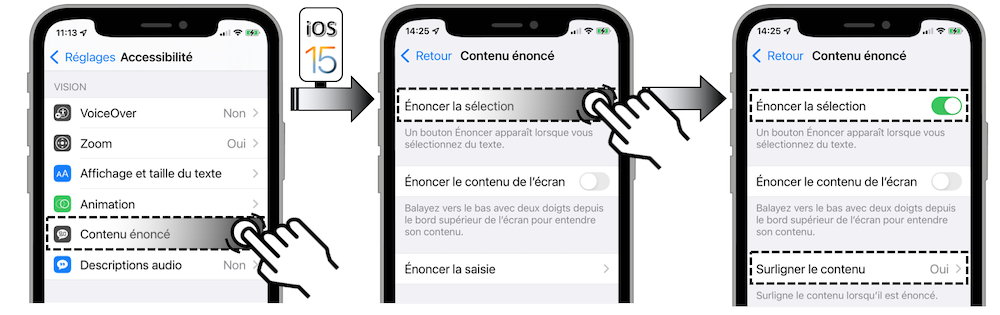 11:13
Réglages Accessibilité
VISION
VoiceOver Non
Zoom Oui
AA Affichage et taille du texte
Animation
Contenu énoncé
Descriptions audio Non
iOS
15
14:25
Retour Contenu énoncé
Énoncer la sélection
Un bouton Énoncer apparaît lorsque vous
sélectionnez du texte.
Énoncer le contenu de l'écran
Balayez vers le bas avec deux doigts depuis
le bord supérieur de l'écran pour entendre
son contenu.
Énoncer la saisie
14:25
Retour Contenu énoncé
Énoncer la sélection
Un bouton Énoncer apparaît lorsque vous
sélectionnez du texte.
Énoncer le contenu de l'écran
Balayez vers le bas avec deux doigts depuis
le bord supérieur de l'écran pour entendre
son contenu.
Surligner le contenu Oui
Surligne le contenu lorsqu'il est énoncé.